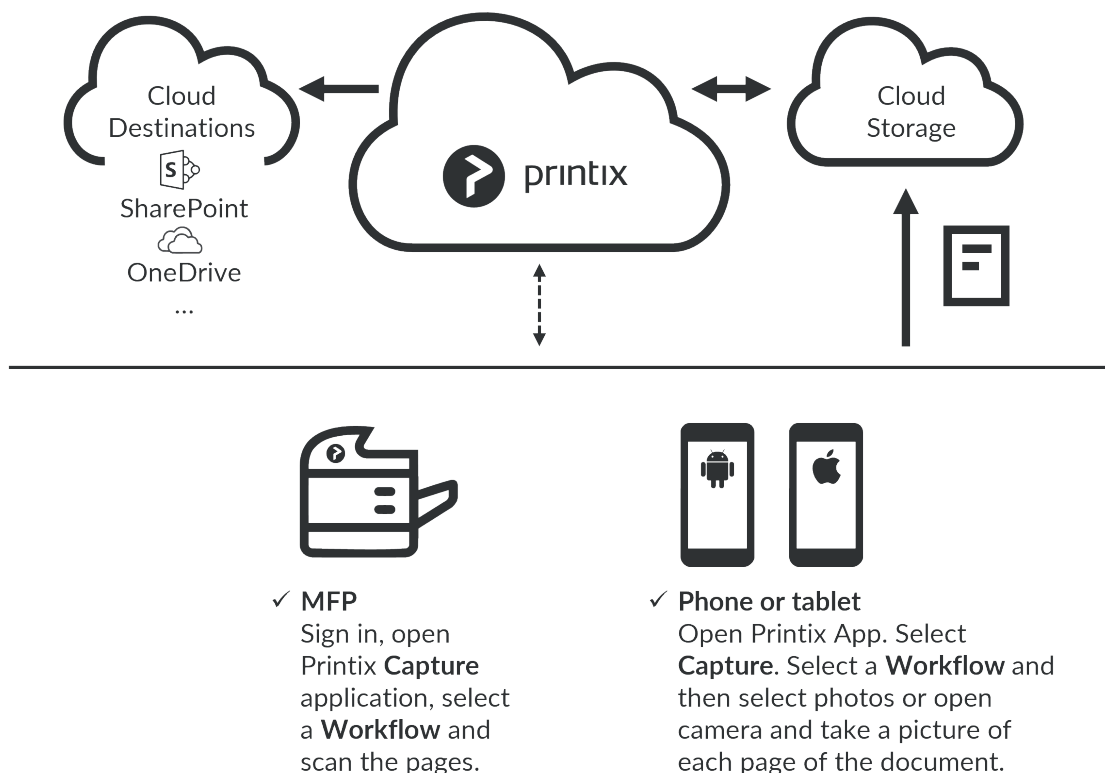 Cloud
Destinations
S
SharePoint
OneDrive
...
printix
Cloud
Storage
✓ MFP
Sign in, open
Printix Capture
application, select
a Workflow and
scan the pages.
✓ Phone or tablet
Open Printix App. Select
Capture. Select a Workflow and
then select photos or open
camera and take a picture of
each page of the document.